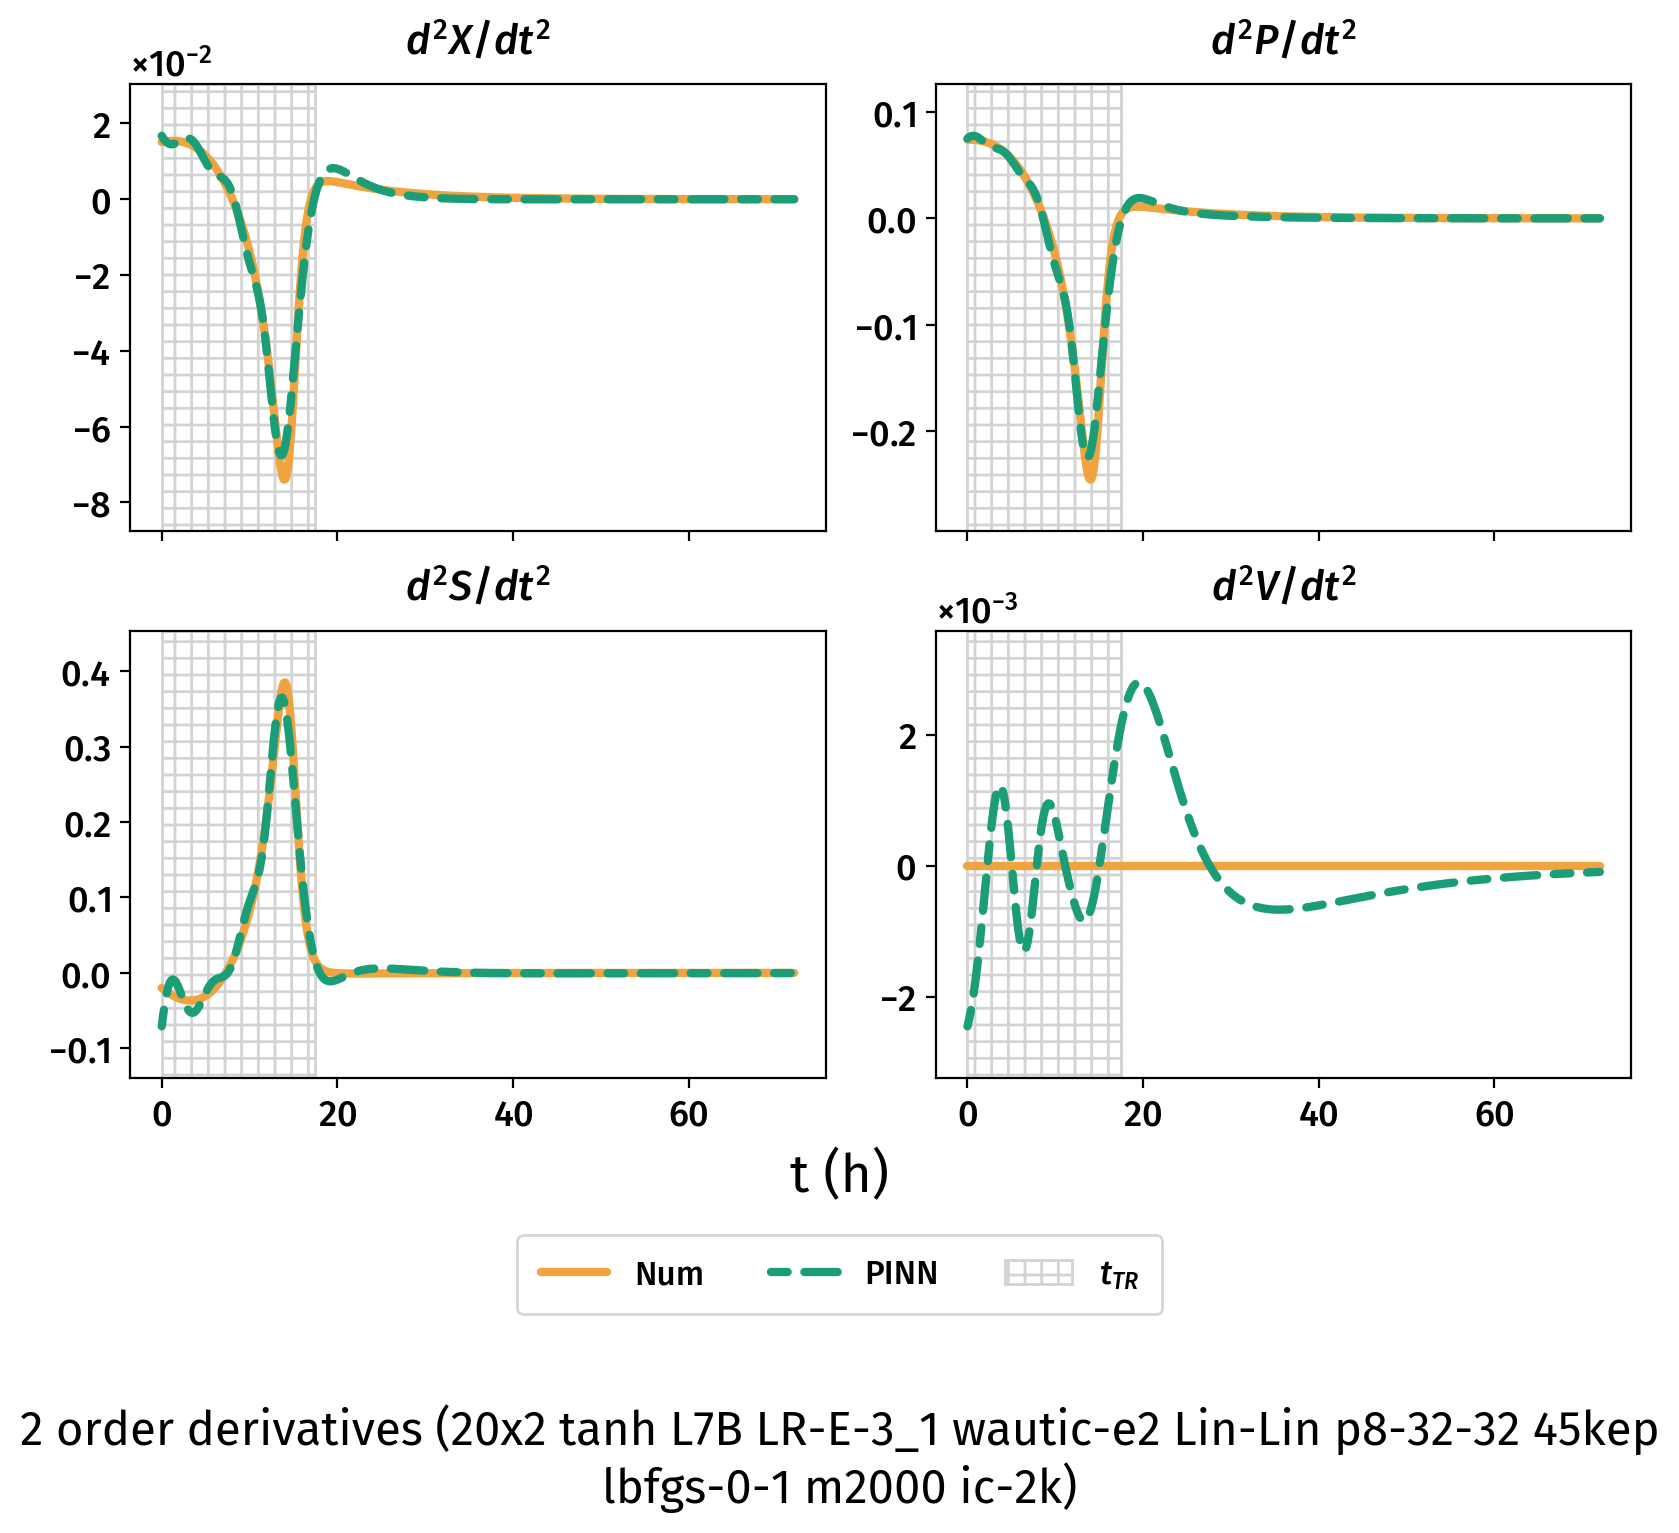 d²X/dt²
×10⁻²
2
0
−2
−4
−6
−8
d²P/dt²
0.1
0.0
−0.1
−0.2
d²S/dt²
0.4
0.3
0.2
0.1
0.0
−0.1
0 20 40 60
d²V/dt²
×10⁻³
2
0
−2
0 20 40 60
t (h)
Num PINN t_TR
2 order derivatives (20x2 tanh L7B LR-E-3_1 wautic-e2 Lin-Lin p8-32-32 45kep
lbfgs-0-1 m2000 ic-2k)